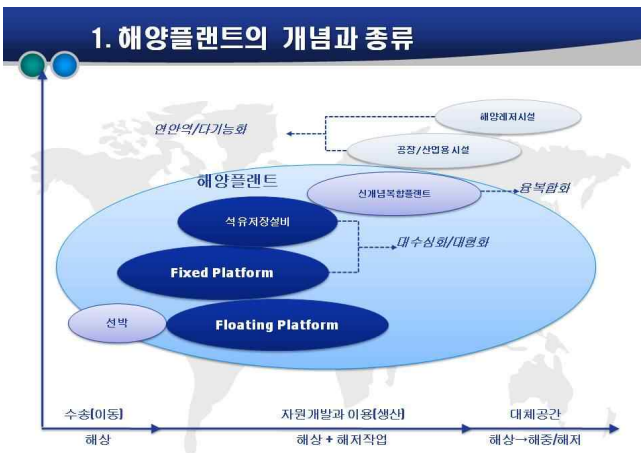 1. 해양플랜트의 개념과 종류
해양레저시설
연안역/다기능화
공장/산업용 시설
해양플랜트
신개념복합플랜트
융복합화
석유저장설비
대수심화/대형화
Fixed Platform
선박
Floating Platform
수송(이동)
자원개발과 이용(생산)
대체공간
해상
해상 + 해저작업
해상→해중/해저